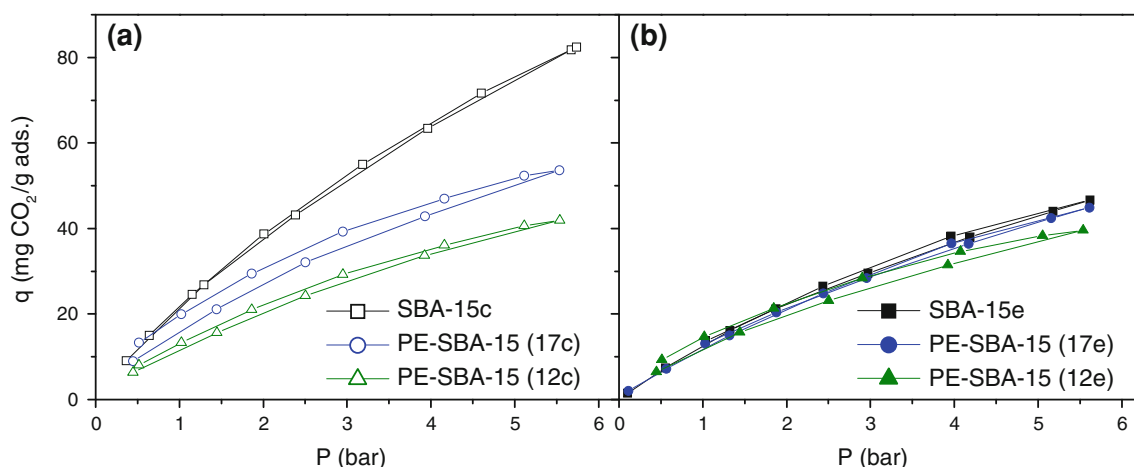 (a)
q (mg CO₂/g ads.)
80
60
40
20
0
SBA-15c
PE-SBA-15 (17c)
PE-SBA-15 (12c)
0 1 2 3 4 5 6
P (bar)
(b)
SBA-15e
PE-SBA-15 (17e)
PE-SBA-15 (12e)
0 1 2 3 4 5 6
P (bar)